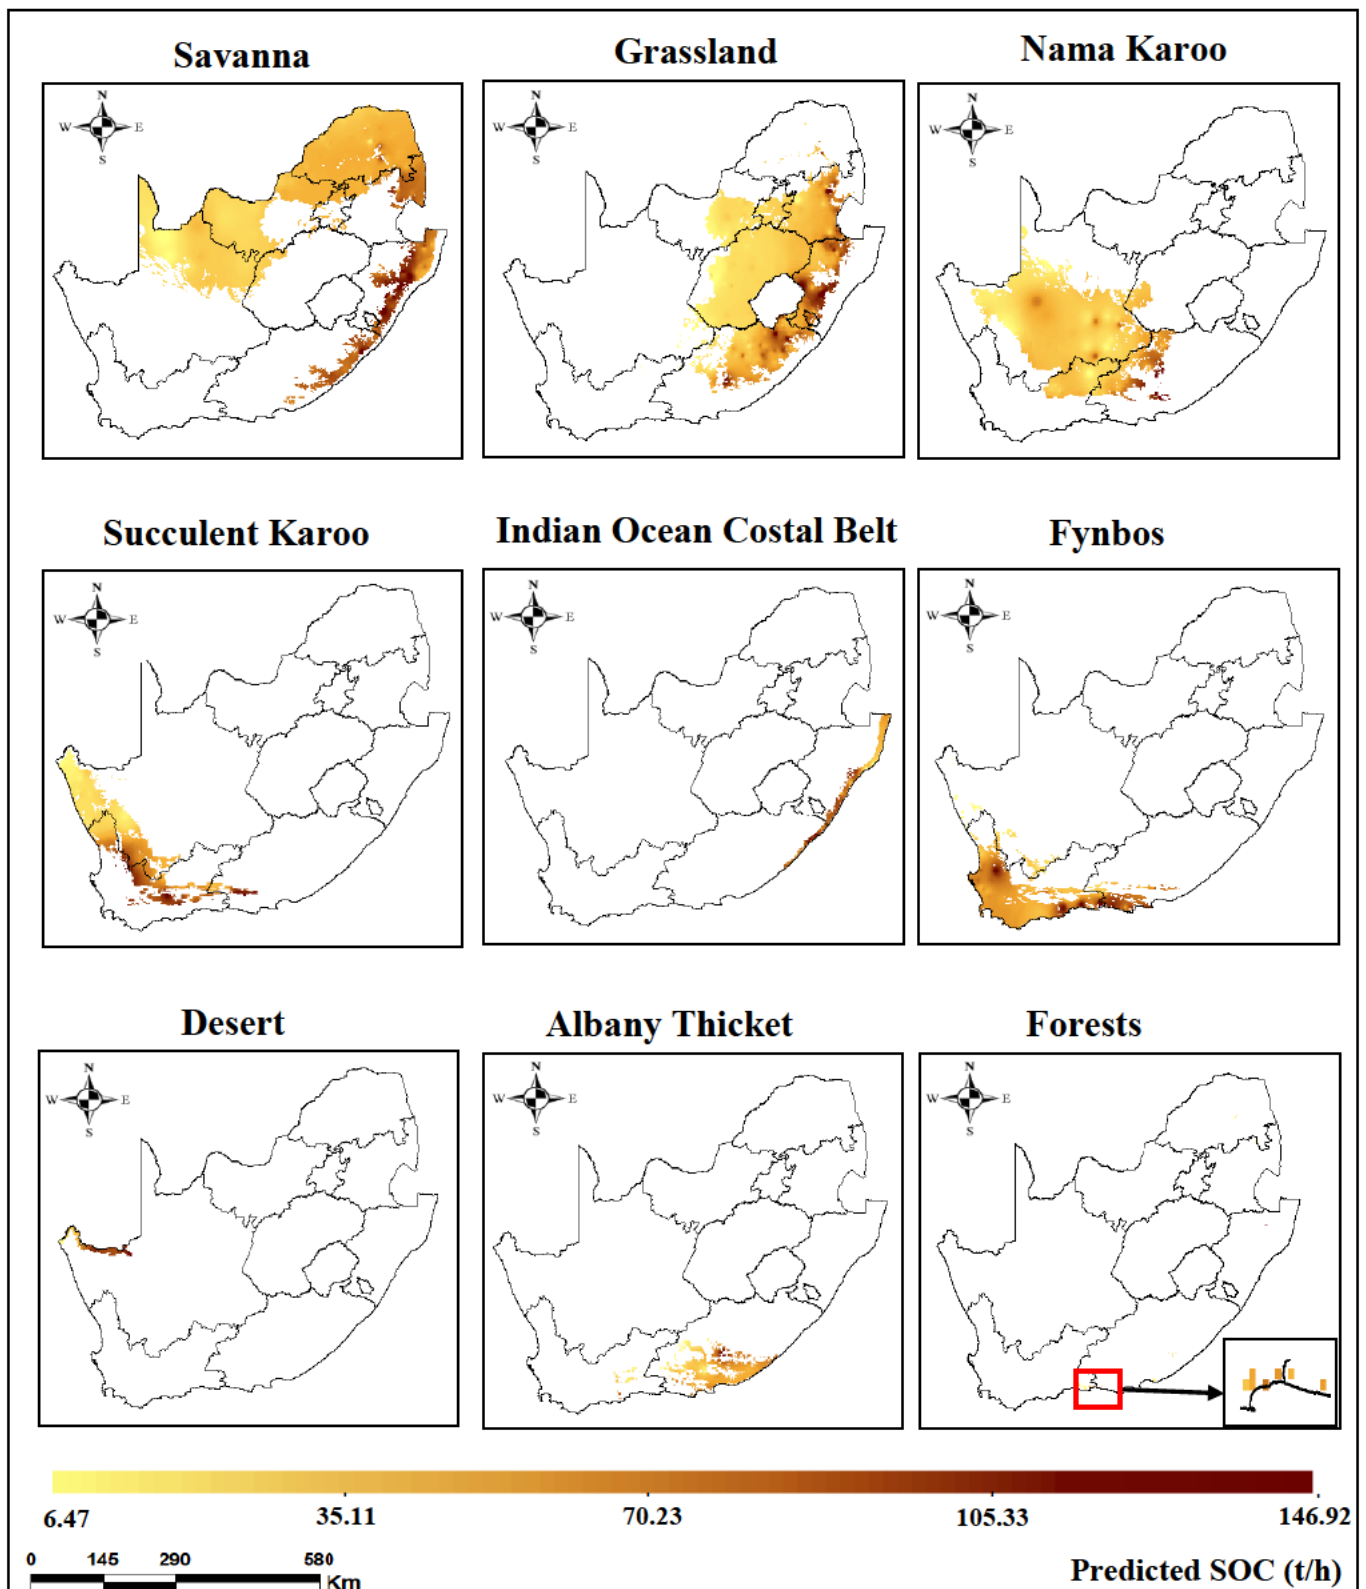 Savanna Grassland Nama Karoo
N N N
W E W E W E
S S S
Succulent Karoo Indian Ocean Costal Belt Fynbos
N N N
W E W E W E
S S S
Desert Albany Thicket Forests
N N N
W E W E W E
S S S
6.47 35.11 70.23 105.33 146.92
0 145 290 580
Km
Predicted SOC (t/h)